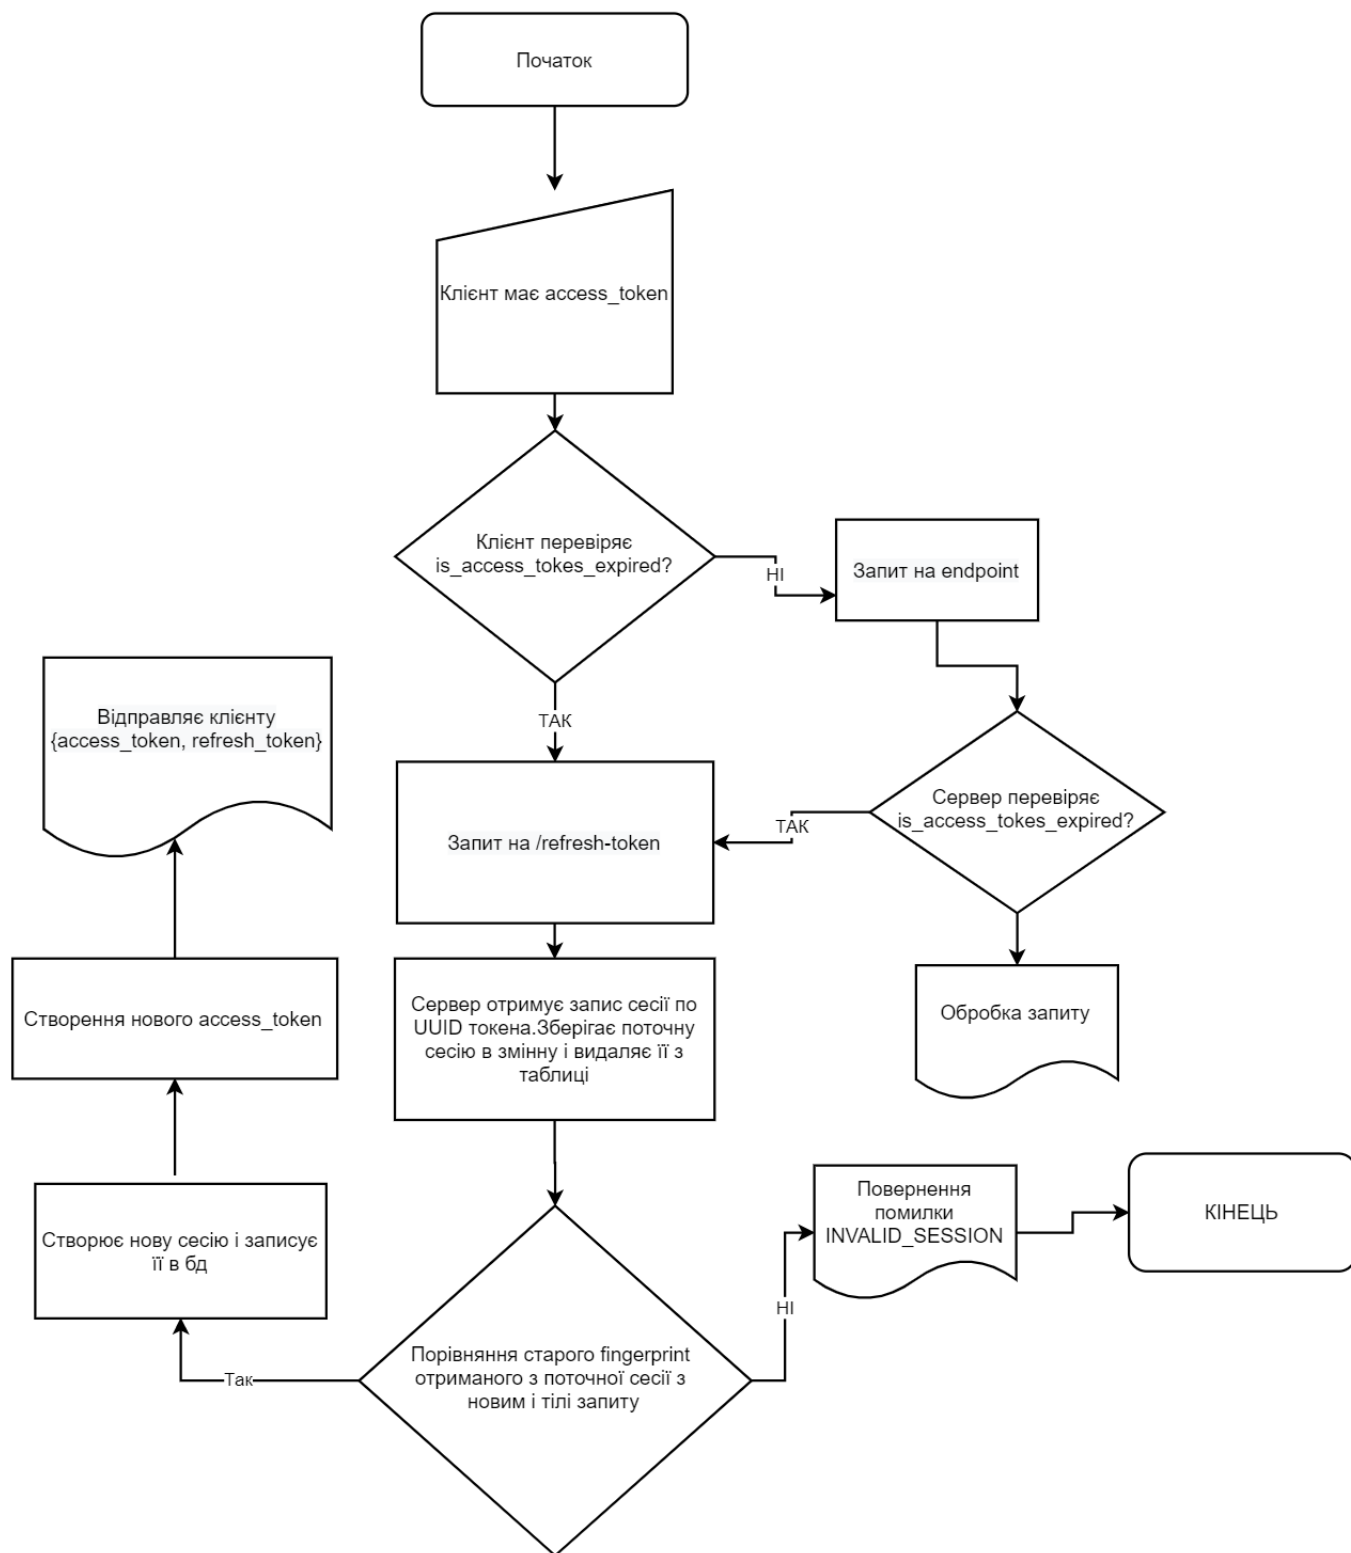 Початок
Клієнт має access_token
Клієнт перевіряє
is_access_tokes_expired?
НІ
Запит на endpoint
ТАК
Відправляє клієнту
{access_token, refresh_token}
Запит на /refresh-token
ТАК
Сервер перевіряє
is_access_tokes_expired?
Створення нового access_token
Сервер отримує запис сесії по
UUID токена.Зберігає поточну
сесію в змінну і видаляє її з
таблиці
Обробка запиту
Створює нову сесію і записує
її в бд
Повернення
помилки
INVALID_SESSION
КІНЕЦЬ
НІ
Так
Порівняння старого fingerprint
отриманого з поточної сесії з
новим і тілі запиту